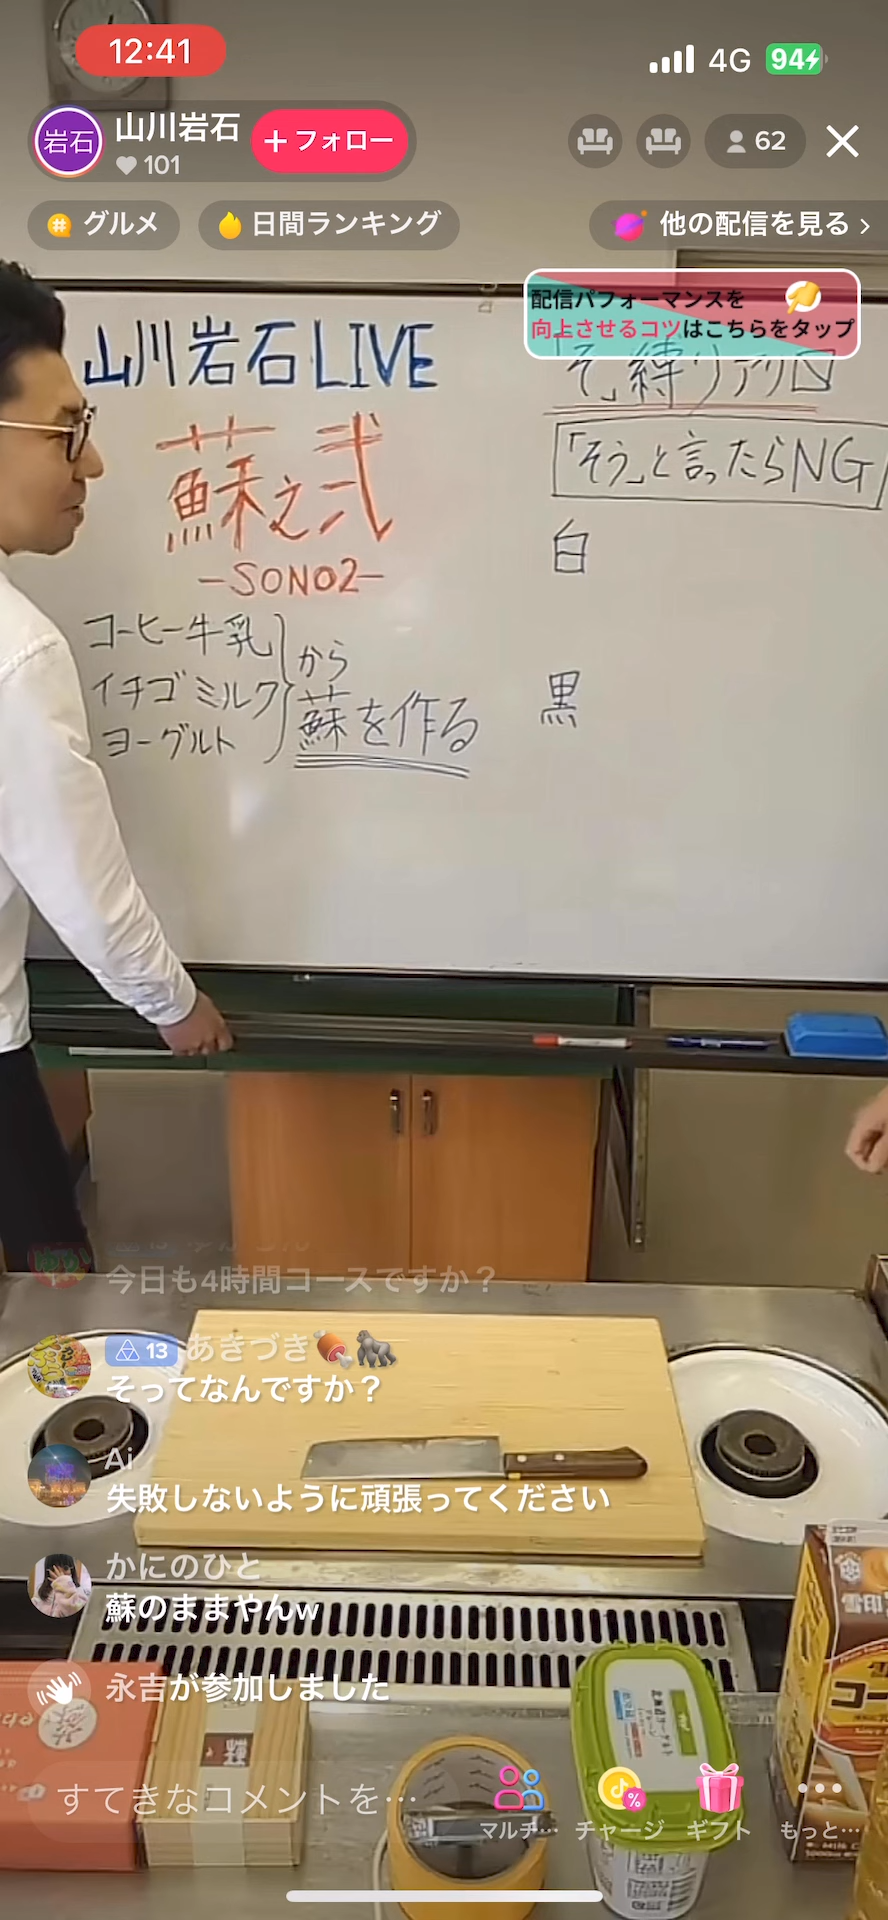 12:41
4G
94
岩石
山川岩石
101
+ フォロー
62
グルメ
日間ランキング
他の配信を見る
配信パフォーマンスを
向上させるコツはこちらをタップ
山川岩石LIVE
蘇之弐
-SONO2-
コーヒー牛乳
イチゴミルク
ヨーグルト
から
蘇を作る
「そうと言ったらNG
白
黒
今日も4時間コースですか？
13 あきづき🍖🦍
そってなんですか？
Ai
失敗しないように頑張ってください
かにのひと
蘇のままやんw
永吉が参加しました
すてきなコメントを…
マルチ…
チャージ
ギフト
もっと…